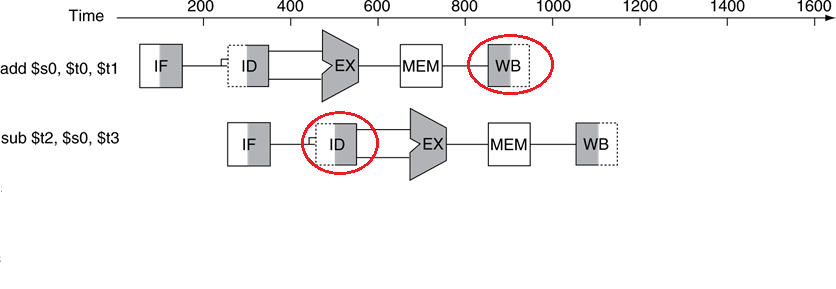 Time 200 400 600 800 1000 1200 1400 1600
add $s0, $t0, $t1 IF ID EX MEM WB
sub $t2, $s0, $t3 IF ID EX MEM WB